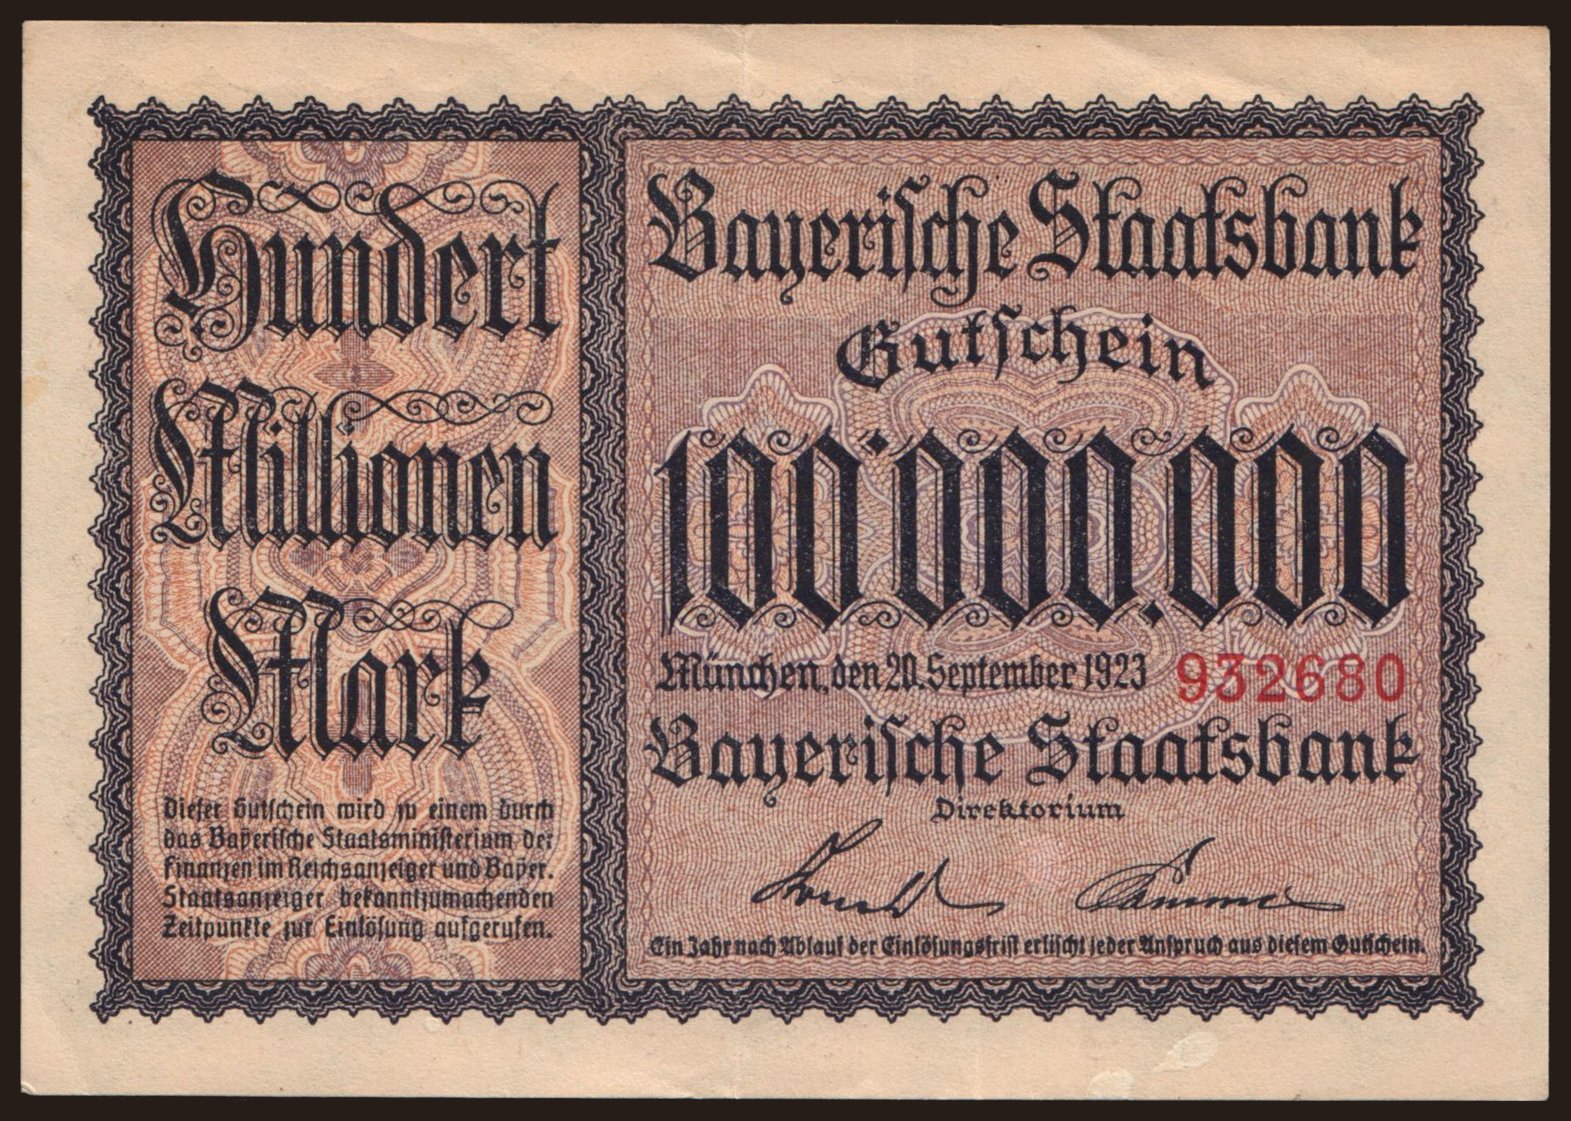 Hundert
Millionen
Mark
Dieser Gutschein wird zu einem durch
das Bayerische Staatsministerium der
Finanzen im Reichsanzeiger und Bayer.
Staatsanzeiger bekanntzumachenden
Zeitpunkte zur Einlösung aufgerufen.
Bayerische Staatsbank
Gutschein
100.000.000
München, den 20. September 1923 932680
Bayerische Staatsbank
Direktorium
Ein Jahr nach Ablauf der Einlösungsfrist erlischt jeder Anspruch aus diesem Gutschein.